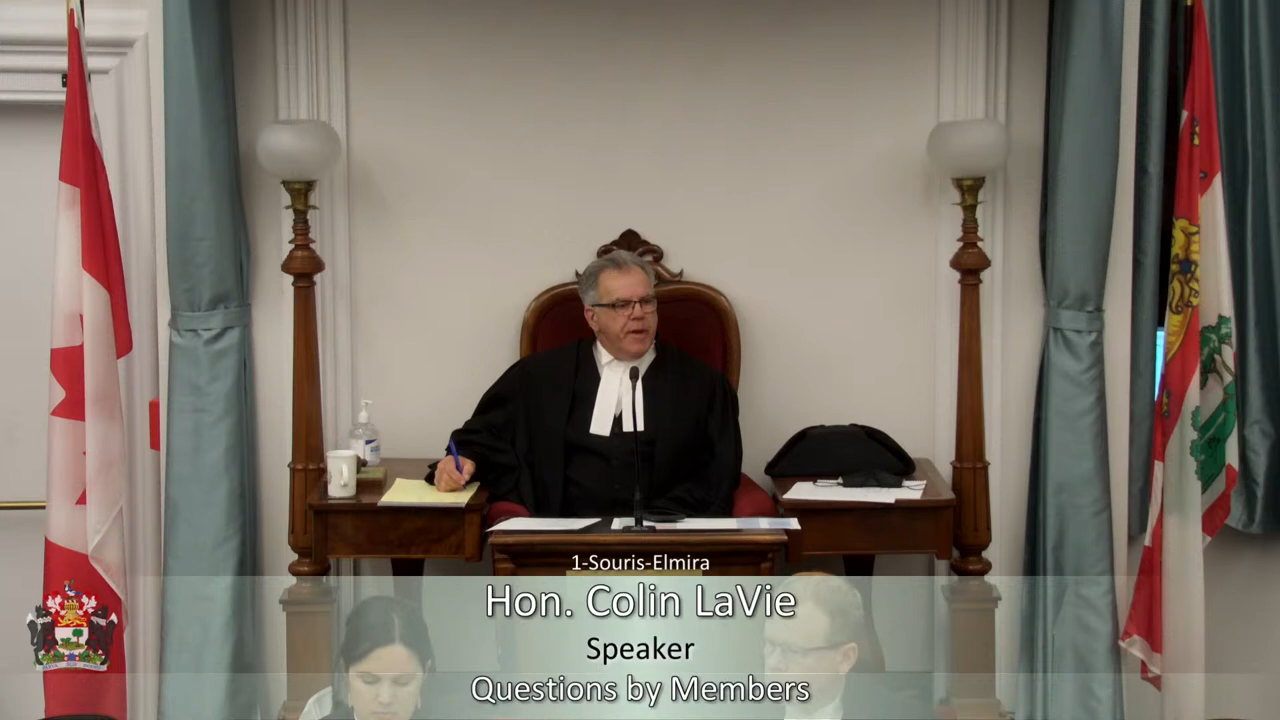 1-Souris-Elmira
Hon. Colin LaVie
Speaker
Questions by Members